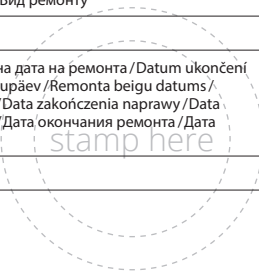 Вид ремонту
на дата на ремонта/Datum ukončení
upäev/Remonta beigu datums/
/Data zakończenia naprawy/Data
/Дата окончания ремонта/Дата
stamp here